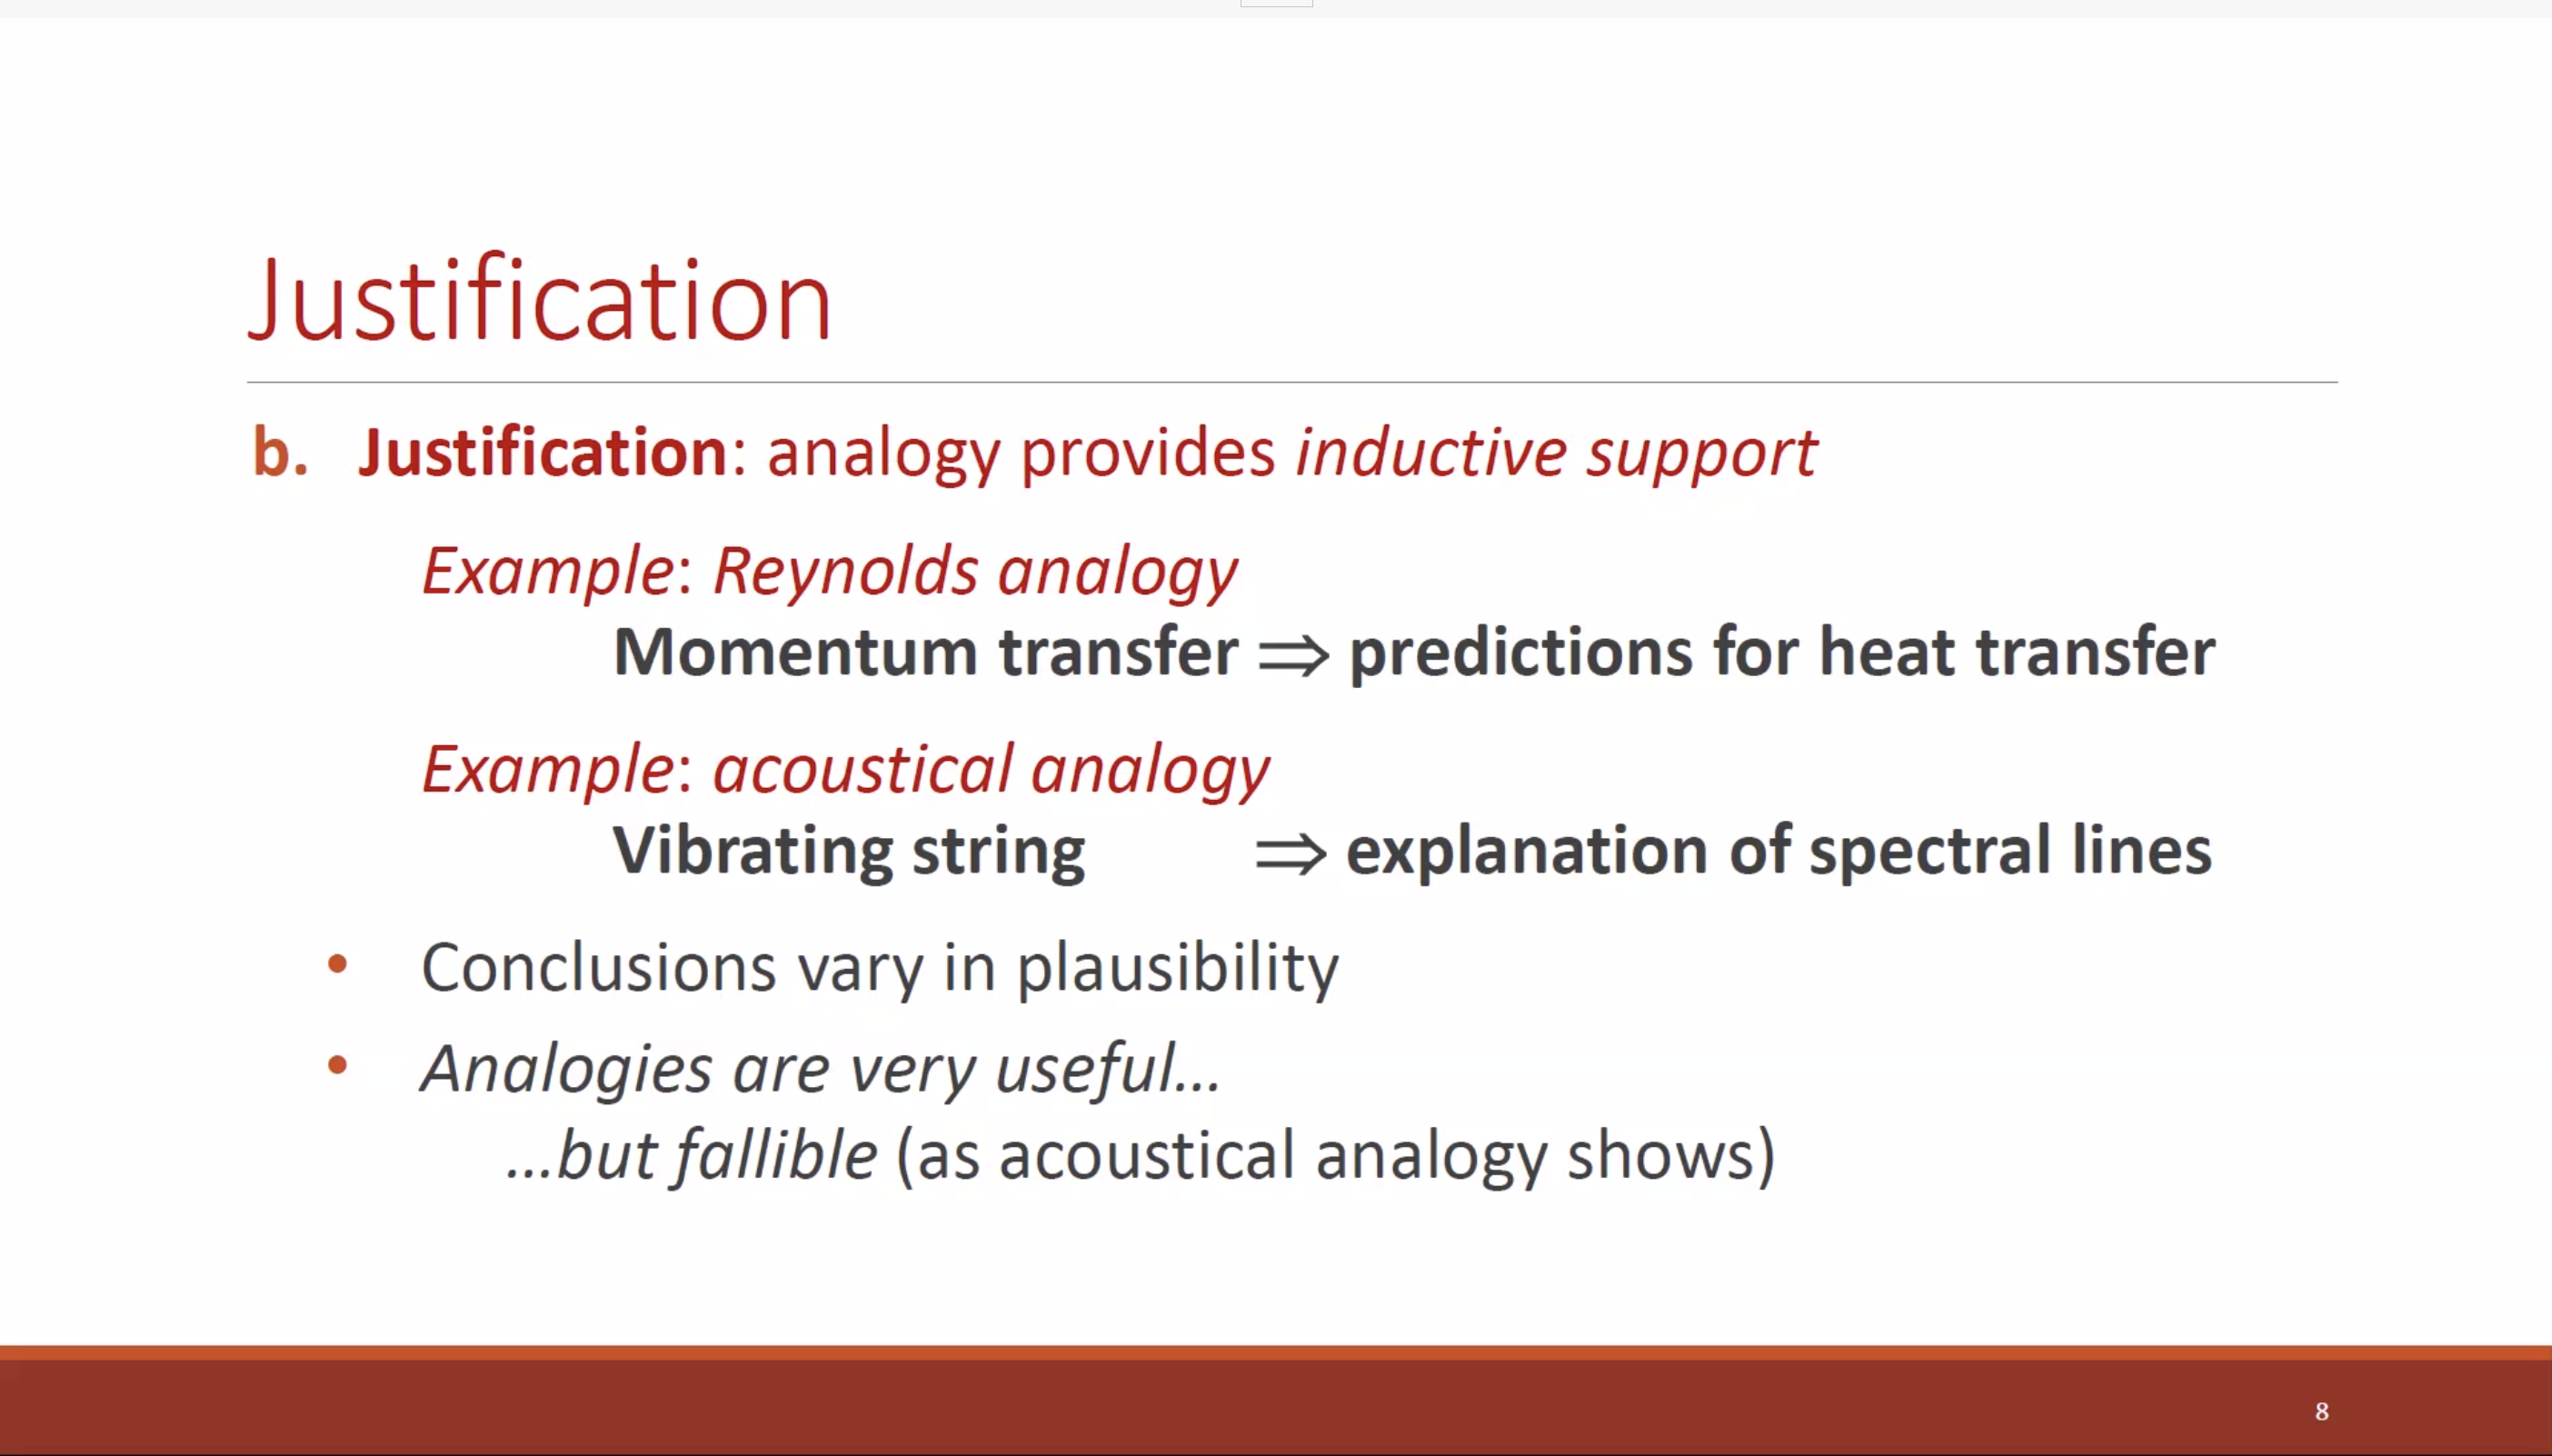 Justification
b. Justification: analogy provides inductive support
Example: Reynolds analogy
Momentum transfer ⇒ predictions for heat transfer
Example: acoustical analogy
Vibrating string ⇒ explanation of spectral lines
• Conclusions vary in plausibility
• Analogies are very useful...
...but fallible (as acoustical analogy shows)
8